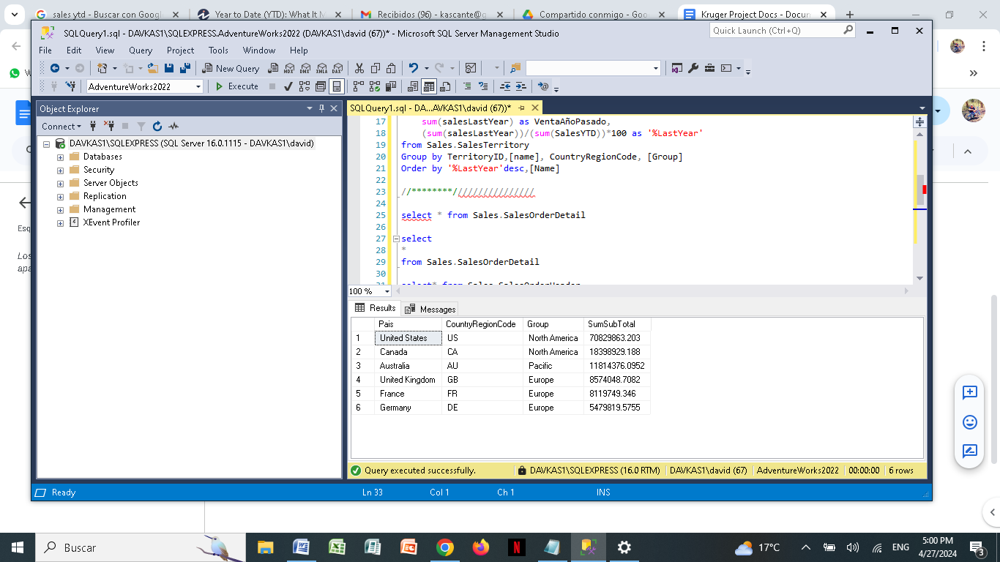 sales ytd - Buscar con Googl
Year to Date (YTD): What It M
Recibidos (96) - kascante@g
Compartido conmigo - Goo
Kruger Project Docs - Docun
SQLQuery1.sql - DAVKAS1\SQLEXPRESS.AdventureWorks2022 (DAVKAS1\david (67))* - Microsoft SQL Server Management Studio
Quick Launch (Ctrl+Q)
File Edit View Query Project Tools Window Help
New Query
MDX DMX XMLA DAX
AdventureWorks2022
Execute
Object Explorer
Connect
DAVKAS1\SQLEXPRESS (SQL Server 16.0.1115 - DAVKAS1\david)
Databases
Security
Server Objects
Replication
Management
XEvent Profiler
Esq
Los
apa
SQLQuery1.sql - DA...AVKAS1\david (67))*
17 sum(salesLastYear) as VentaAñoPasado,
18 (sum(salesLastYear))/(sum(SalesYTD))*100 as '%LastYear'
19 from Sales.SalesTerritory
20 Group by TerritoryID,[name], CountryRegionCode, [Group]
21 Order by '%LastYear'desc,[Name]
22
23 //********////////////////
24
25 select * from Sales.SalesOrderDetail
26
27 select
28 *
29 from Sales.SalesOrderDetail
30
31 select* from Sales.SalesOrderHeader
100 %
Results Messages
Pais CountryRegionCode Group SumSubTotal
1 United States US North America 70829863.203
2 Canada CA North America 18398929.188
3 Australia AU Pacific 11814376.0952
4 United Kingdom GB Europe 8574048.7082
5 France FR Europe 8119749.346
6 Germany DE Europe 5479819.5755
Query executed successfully.
DAVKAS1\SQLEXPRESS (16.0 RTM) DAVKAS1\david (67) AdventureWorks2022 00:00:00 6 rows
Ready Ln 33 Col 1 Ch 1 INS
Buscar
17°C
ENG
5:00 PM
4/27/2024
3